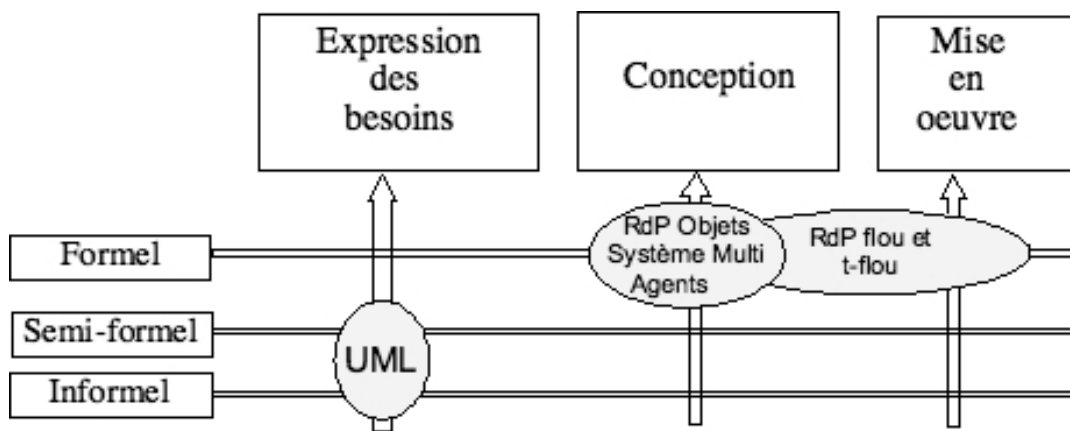 Expression
des
besoins
Conception
Mise
en
oeuvre
Formel
RdP Objets
Système Multi
Agents
RdP flou et
t-flou
Semi-formel
UML
Informel